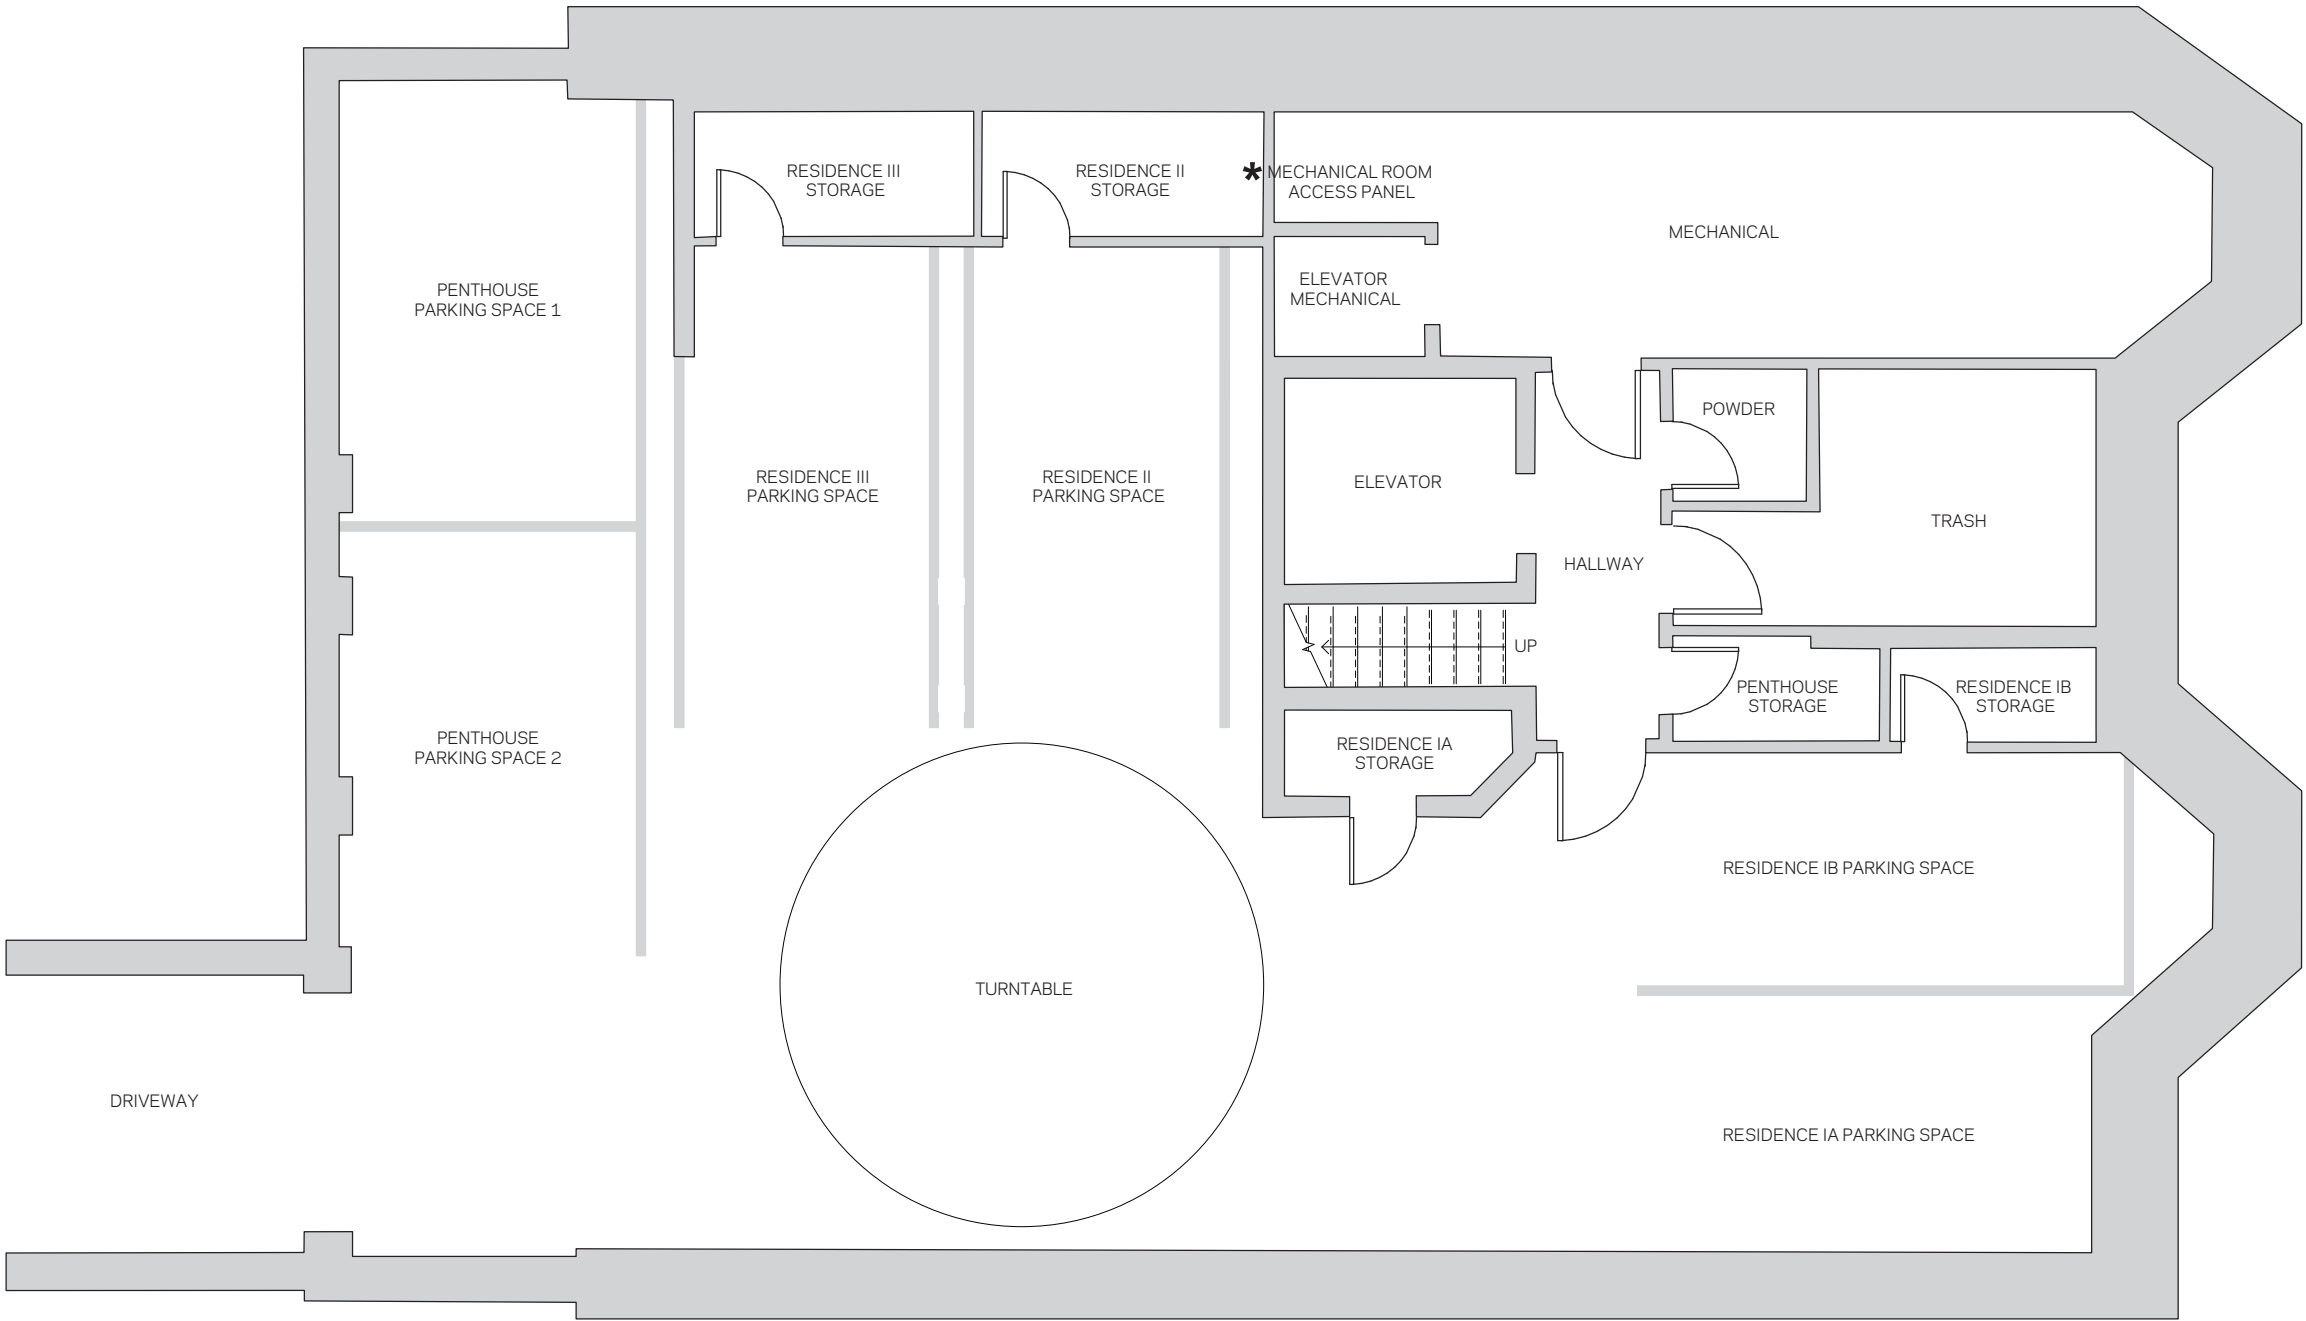 RESIDENCE III
STORAGE
RESIDENCE II
STORAGE
* MECHANICAL ROOM
ACCESS PANEL
MECHANICAL
PENTHOUSE
PARKING SPACE 1
ELEVATOR
MECHANICAL
POWDER
RESIDENCE III
PARKING SPACE
RESIDENCE II
PARKING SPACE
ELEVATOR
TRASH
HALLWAY
UP
PENTHOUSE
STORAGE
RESIDENCE IB
STORAGE
PENTHOUSE
PARKING SPACE 2
RESIDENCE IA
STORAGE
RESIDENCE IB PARKING SPACE
TURNTABLE
DRIVEWAY
RESIDENCE IA PARKING SPACE